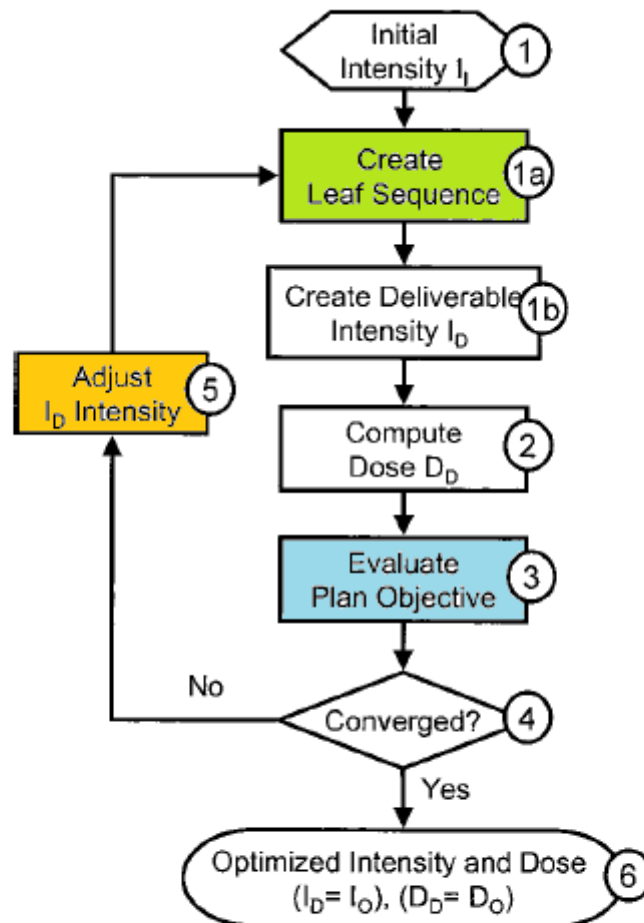 Initial
Intensity I_I
1
Create
Leaf Sequence
1a
Create Deliverable
Intensity I_D
1b
Adjust
I_D Intensity
5
Compute
Dose D_D
2
Evaluate
Plan Objective
3
No
Converged?
4
Yes
Optimized Intensity and Dose
(I_D= I_O), (D_D= D_O)
6